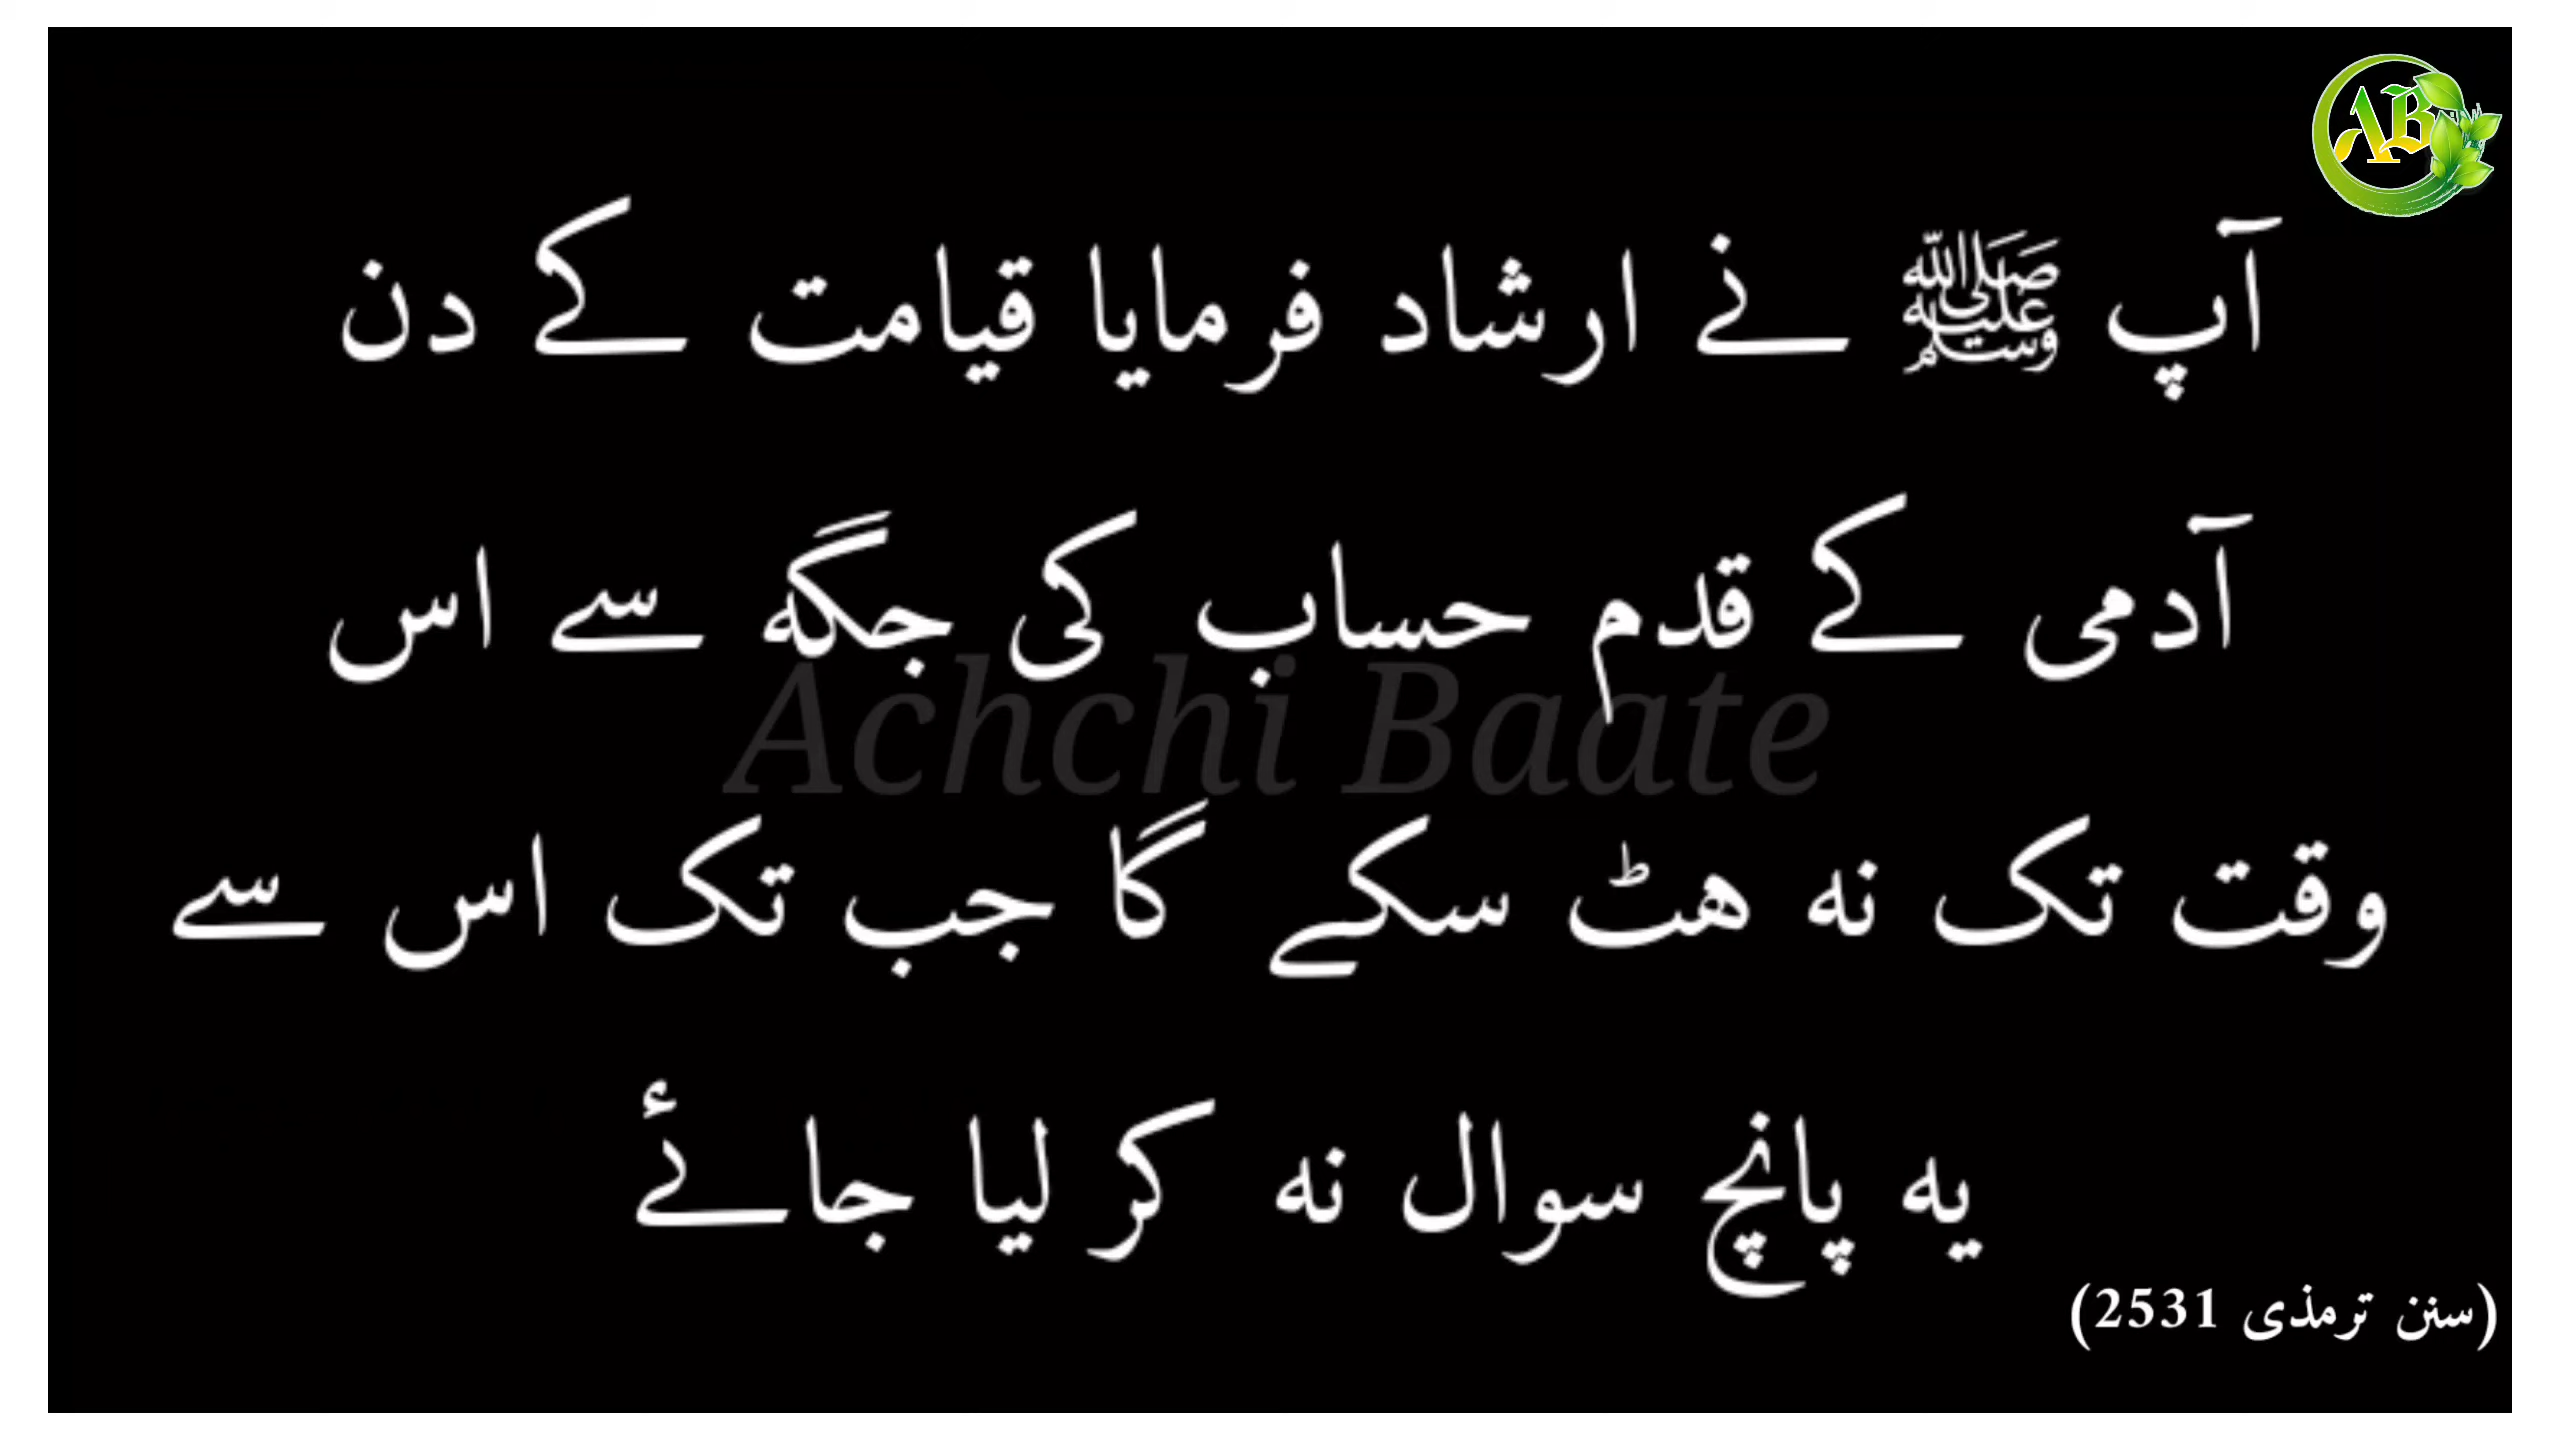 AB
آپ ﷺ نے ارشاد فرمایا قیامت کے دن
آدمی کے قدم حساب کی جگہ سے اس
Achchi Baate
وقت تک نہ ھٹ سکے گا جب تک اس سے
یہ پانچ سوال نہ کر لیا جائے
(سنن ترمذی 2531)